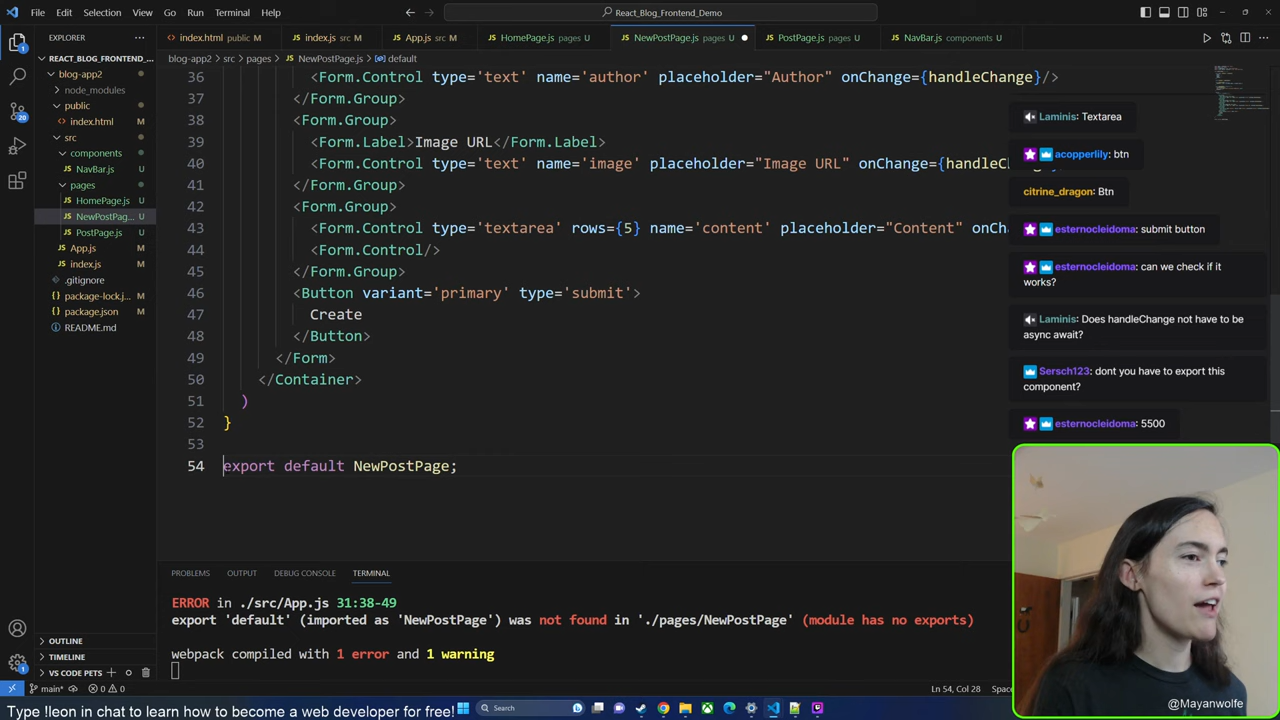 File Edit Selection View Go Run Terminal Help
React_Blog_Frontend_Demo
EXPLORER
index.html public M
index.js src M
App.js src M
HomePage.js pages U
NewPostPage.js pages U
PostPage.js pages U
NavBar.js components U
REACT_BLOG_FRONTEND_...
blog-app2
node_modules
public
index.html M
src
components
NavBar.js U
pages
HomePage.js U
NewPostPag... U
PostPage.js U
App.js M
index.js M
.gitignore
package-lock.j... M
package.json M
README.md
OUTLINE
TIMELINE
VS CODE PETS
blog-app2 > src > pages > NewPostPage.js > default
36 <Form.Control type='text' name='author' placeholder="Author" onChange={handleChange}/>
37 </Form.Group>
38 <Form.Group>
39 <Form.Label>Image URL</Form.Label>
40 <Form.Control type='text' name='image' placeholder="Image URL" onChange={handleCh
41 </Form.Group>
42 <Form.Group>
43 <Form.Control type='textarea' rows={5} name='content' placeholder="Content" onCha
44 <Form.Control/>
45 </Form.Group>
46 <Button variant='primary' type='submit'>
47 Create
48 </Button>
49 </Form>
50 </Container>
51 )
52 }
53
54 export default NewPostPage;
Laminis: Textarea
acopperlily: btn
citrine_dragon: Btn
esternocleidoma: submit button
esternocleidoma: can we check if it
works?
Laminis: Does handleChange not have to be
async await?
Sersch123: dont you have to export this
component?
esternocleidoma: 5500
PROBLEMS OUTPUT DEBUG CONSOLE TERMINAL
ERROR in ./src/App.js 31:38-49
export 'default' (imported as 'NewPostPage') was not found in './pages/NewPostPage' (module has no exports)
webpack compiled with 1 error and 1 warning
main* 0 0
Ln 54, Col 28 Spac
Type !leon in chat to learn how to become a web developer for free!
Search
@Mayanwolfe